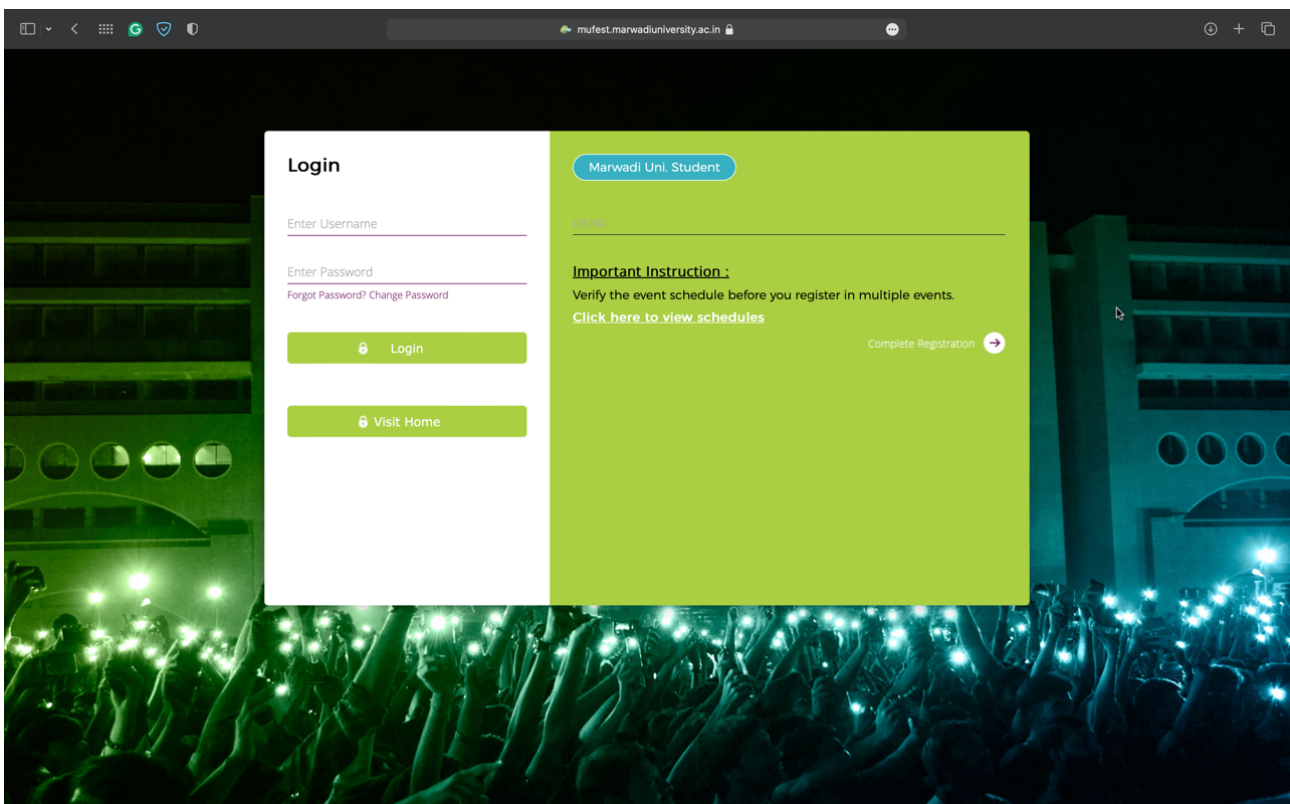 mufest.marwadiuniversity.ac.in
Login
Enter Username
Enter Password
Forgot Password? Change Password
Login
Visit Home
Marwadi Uni. Student
GR NO
Important Instruction :
Verify the event schedule before you register in multiple events.
Click here to view schedules
Complete Registration